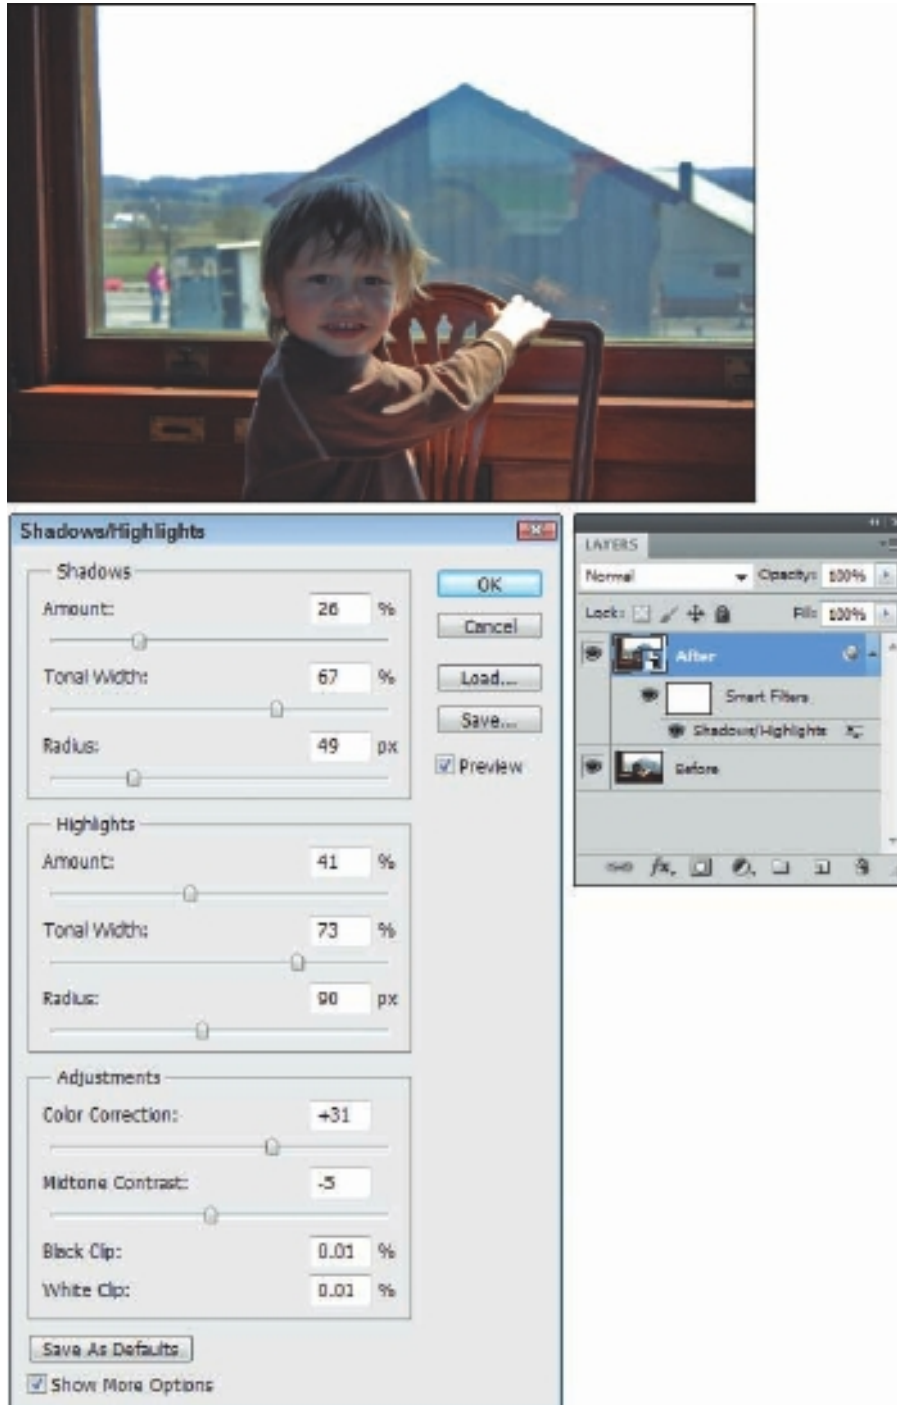 Shadows/Highlights
Shadows
Amount: 26 %
Tonal Width: 67 %
Radius: 49 px
OK
Cancel
Load...
Save...
Preview
Highlights
Amount: 41 %
Tonal Width: 73 %
Radius: 90 px
Adjustments
Color Correction: +31
Midtone Contrast: -5
Black Clip: 0.01 %
White Clip: 0.01 %
Save As Defaults
Show More Options
LAYERS
Normal Opacity: 100%
Lock: Fill: 100%
After
Smart Filters
Shadows/Highlights
Before
fx.